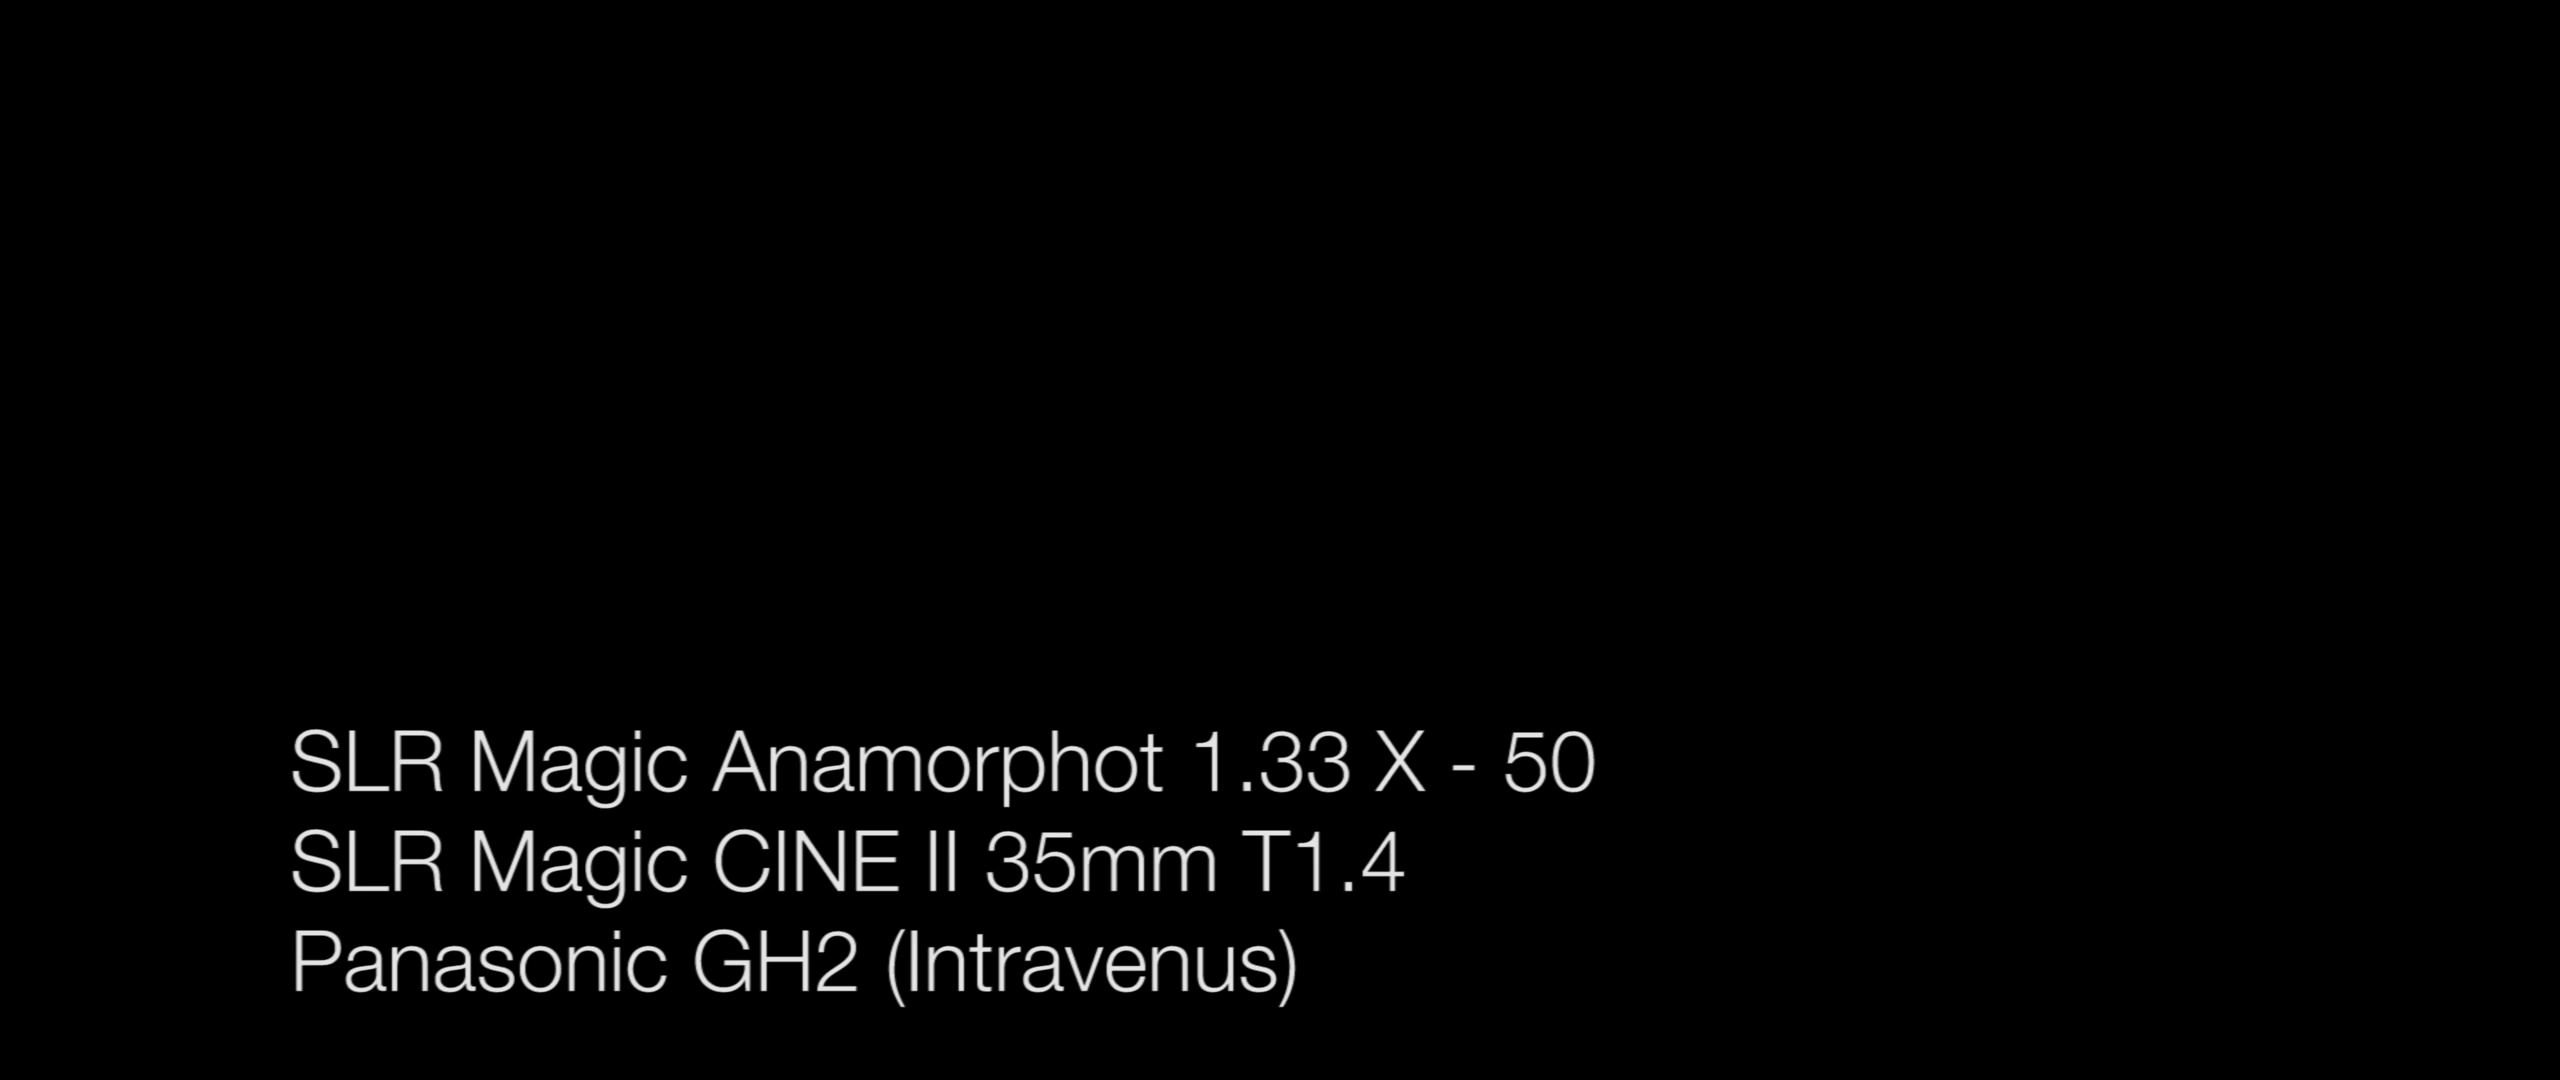 SLR Magic Anamorphot 1.33 X - 50
SLR Magic CINE II 35mm T1.4
Panasonic GH2 (Intravenus)